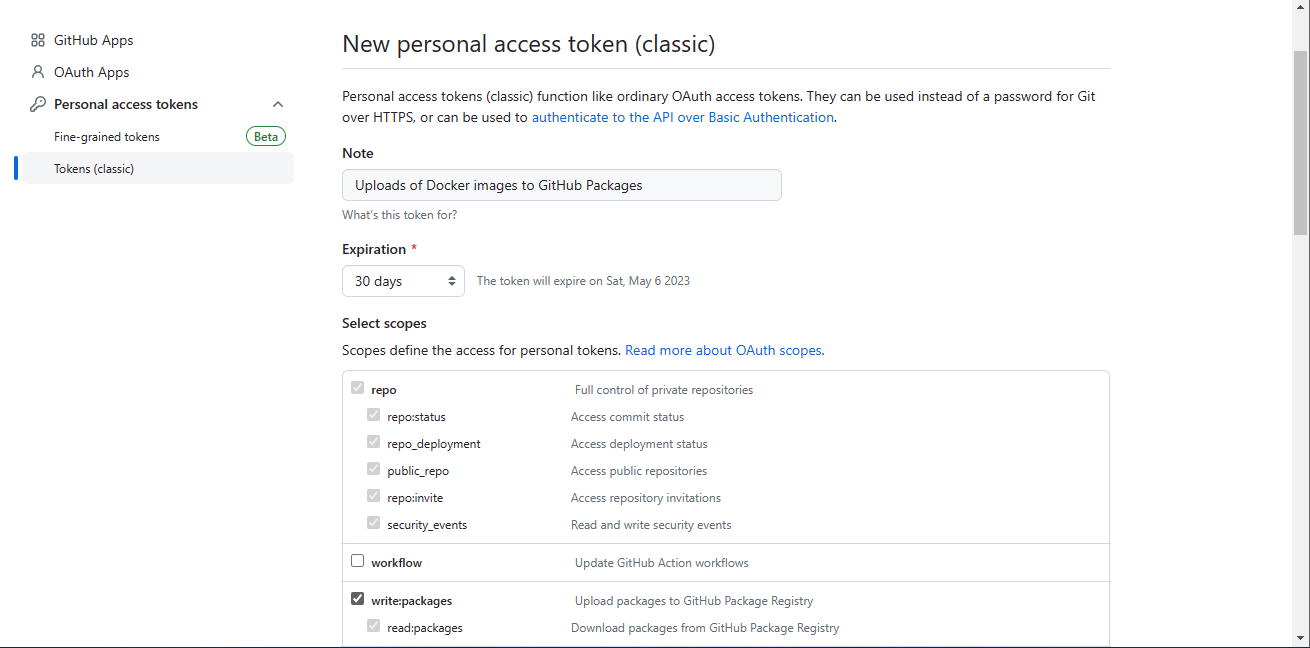 GitHub Apps
OAuth Apps
Personal access tokens
Fine-grained tokens Beta
Tokens (classic)
New personal access token (classic)
Personal access tokens (classic) function like ordinary OAuth access tokens. They can be used instead of a password for Git
over HTTPS, or can be used to authenticate to the API over Basic Authentication.
Note
Uploads of Docker images to GitHub Packages
What's this token for?
Expiration *
30 days The token will expire on Sat, May 6 2023
Select scopes
Scopes define the access for personal tokens. Read more about OAuth scopes.
repo Full control of private repositories
repo:status Access commit status
repo_deployment Access deployment status
public_repo Access public repositories
repo:invite Access repository invitations
security_events Read and write security events
workflow Update GitHub Action workflows
write:packages Upload packages to GitHub Package Registry
read:packages Download packages from GitHub Package Registry